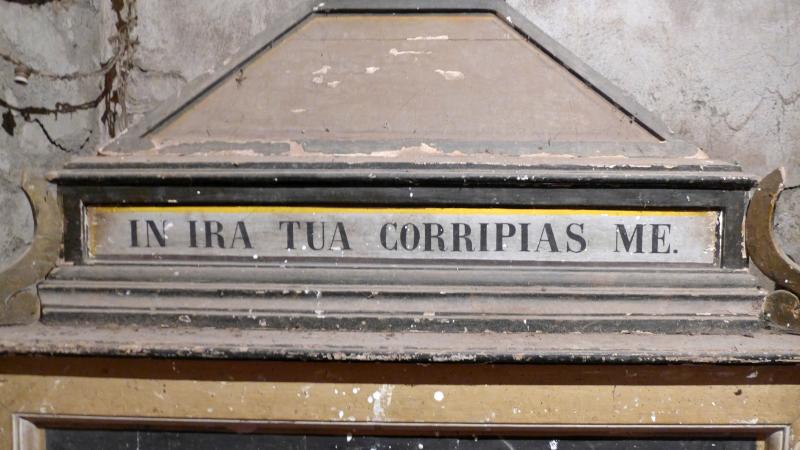 IN IRA TUA CORRIPIAS ME.